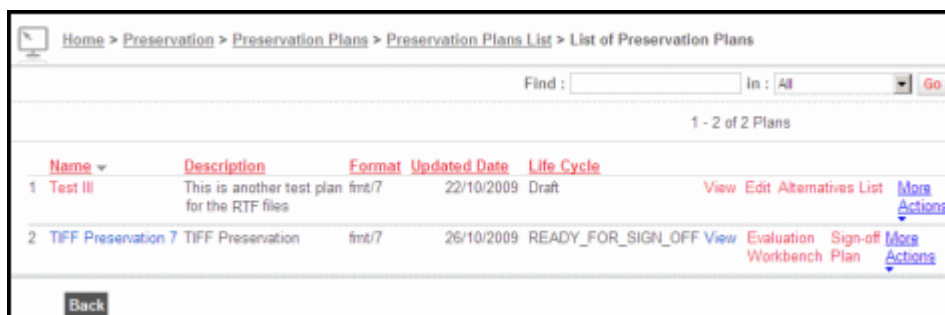 Home > Preservation > Preservation Plans > Preservation Plans List > List of Preservation Plans
Find : in : All Go
1 - 2 of 2 Plans
Name Description Format Updated Date Life Cycle
1 Test III This is another test plan fmt/7 22/10/2009 Draft View Edit Alternatives List More
for the RTF files Actions
2 TIFF Preservation 7 TIFF Preservation fmt/7 26/10/2009 READY_FOR_SIGN_OFF View Evaluation Sign-off More
Workbench Plan Actions
Back